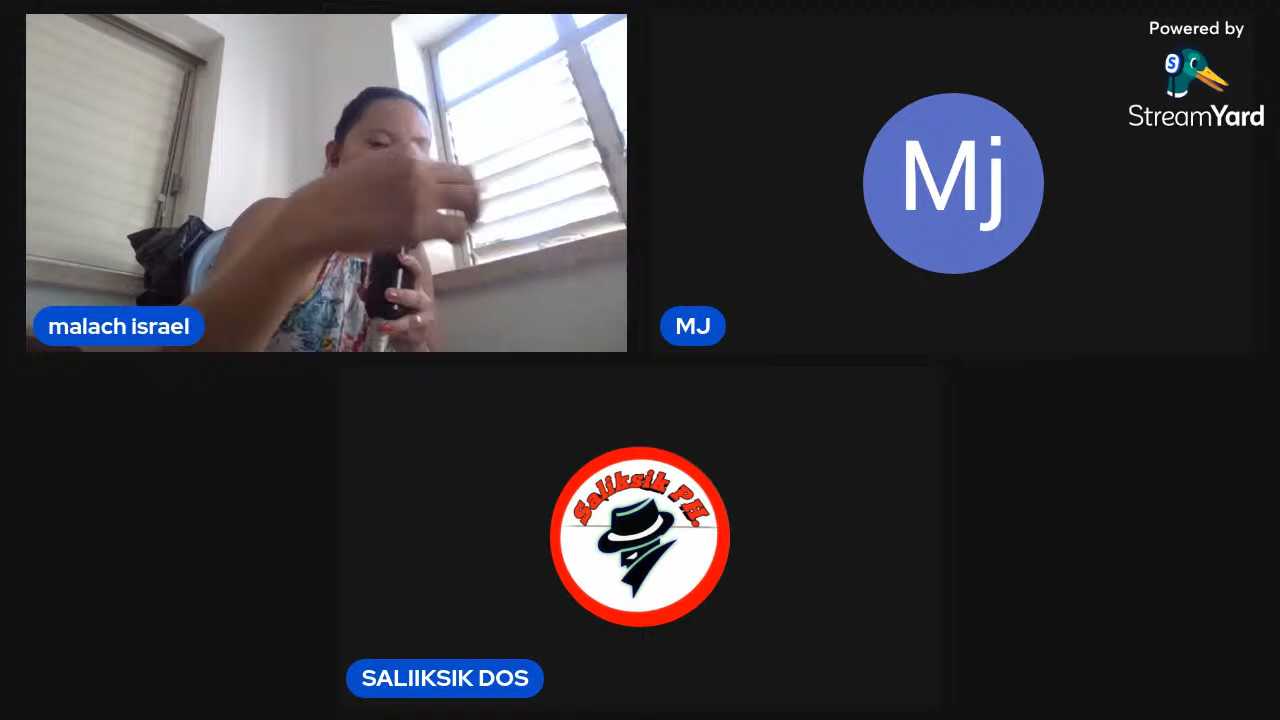 Powered by
S
StreamYard
Mj
malach israel
MJ
Saliksik PH.
SALIIKSIK DOS